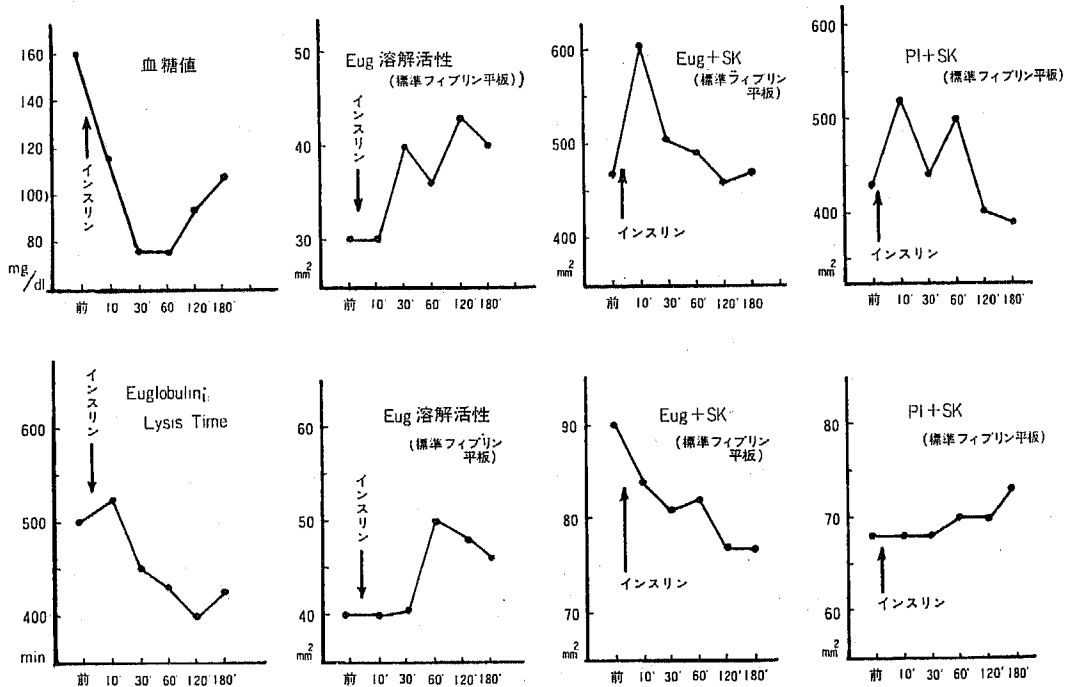 160
140
120
100)
80
mg/dl
血糖値
インスリン
前 10' 30' 60' 120' 180'
50
40
30
mm²
Eug 溶解活性
(標準フィブリン平板))
インスリン
前 10' 30' 60' 120' 180'
600
500
400
mm²
Eug+SK
(標準フィブリン
平板)
インスリン
前 10' 30' 60' 120' 180'
600
500
400
mm²
PI+SK
(標準フィブリン平板)
インスリン
前 10' 30' 60' 120' 180'
600
500
400
min
インスリン
Euglobulin
Lysis Time
前 10' 30' 60' 120' 180'
60
50
40
mm²
Eug 溶解活性
(標準フィブリン
平板)
インスリン
前 10' 30' 60' 120' 180'
90
80
70
mm²
Eug+SK
(標準フィブリン
平板)
インスリン
前 10' 30' 60' 120' 180'
80
70
60
mm²
PI+SK
(標準フィブリン平板)
インスリン
前 10' 30' 60' 120' 180'